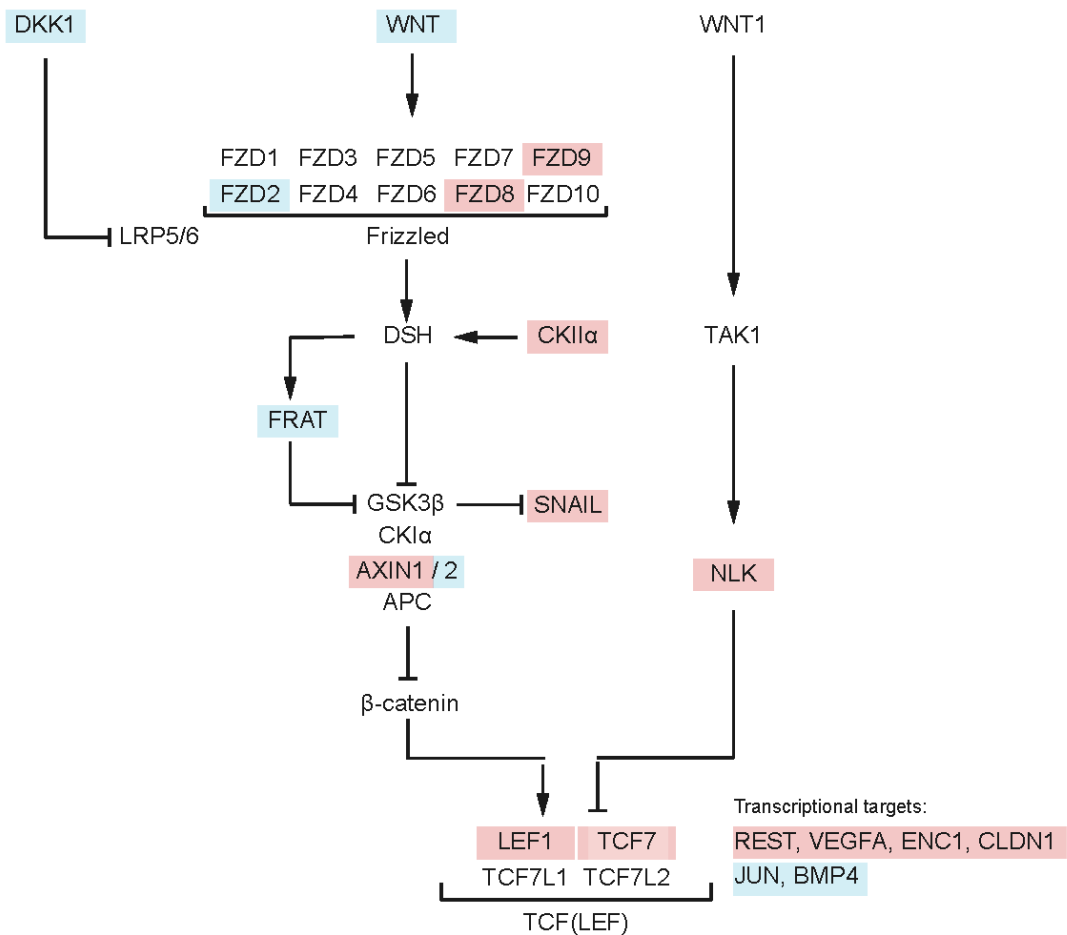 DKK1 WNT WNT1
FZD1 FZD3 FZD5 FZD7 FZD9
FZD2 FZD4 FZD6 FZD8 FZD10
LRP5/6 Frizzled
DSH CKIIα TAK1
FRAT
GSK3β SNAIL
CKIα
AXIN1 / 2 NLK
APC
β-catenin
Transcriptional targets:
LEF1 TCF7 REST, VEGFA, ENC1, CLDN1
TCF7L1 TCF7L2 JUN, BMP4
TCF(LEF)